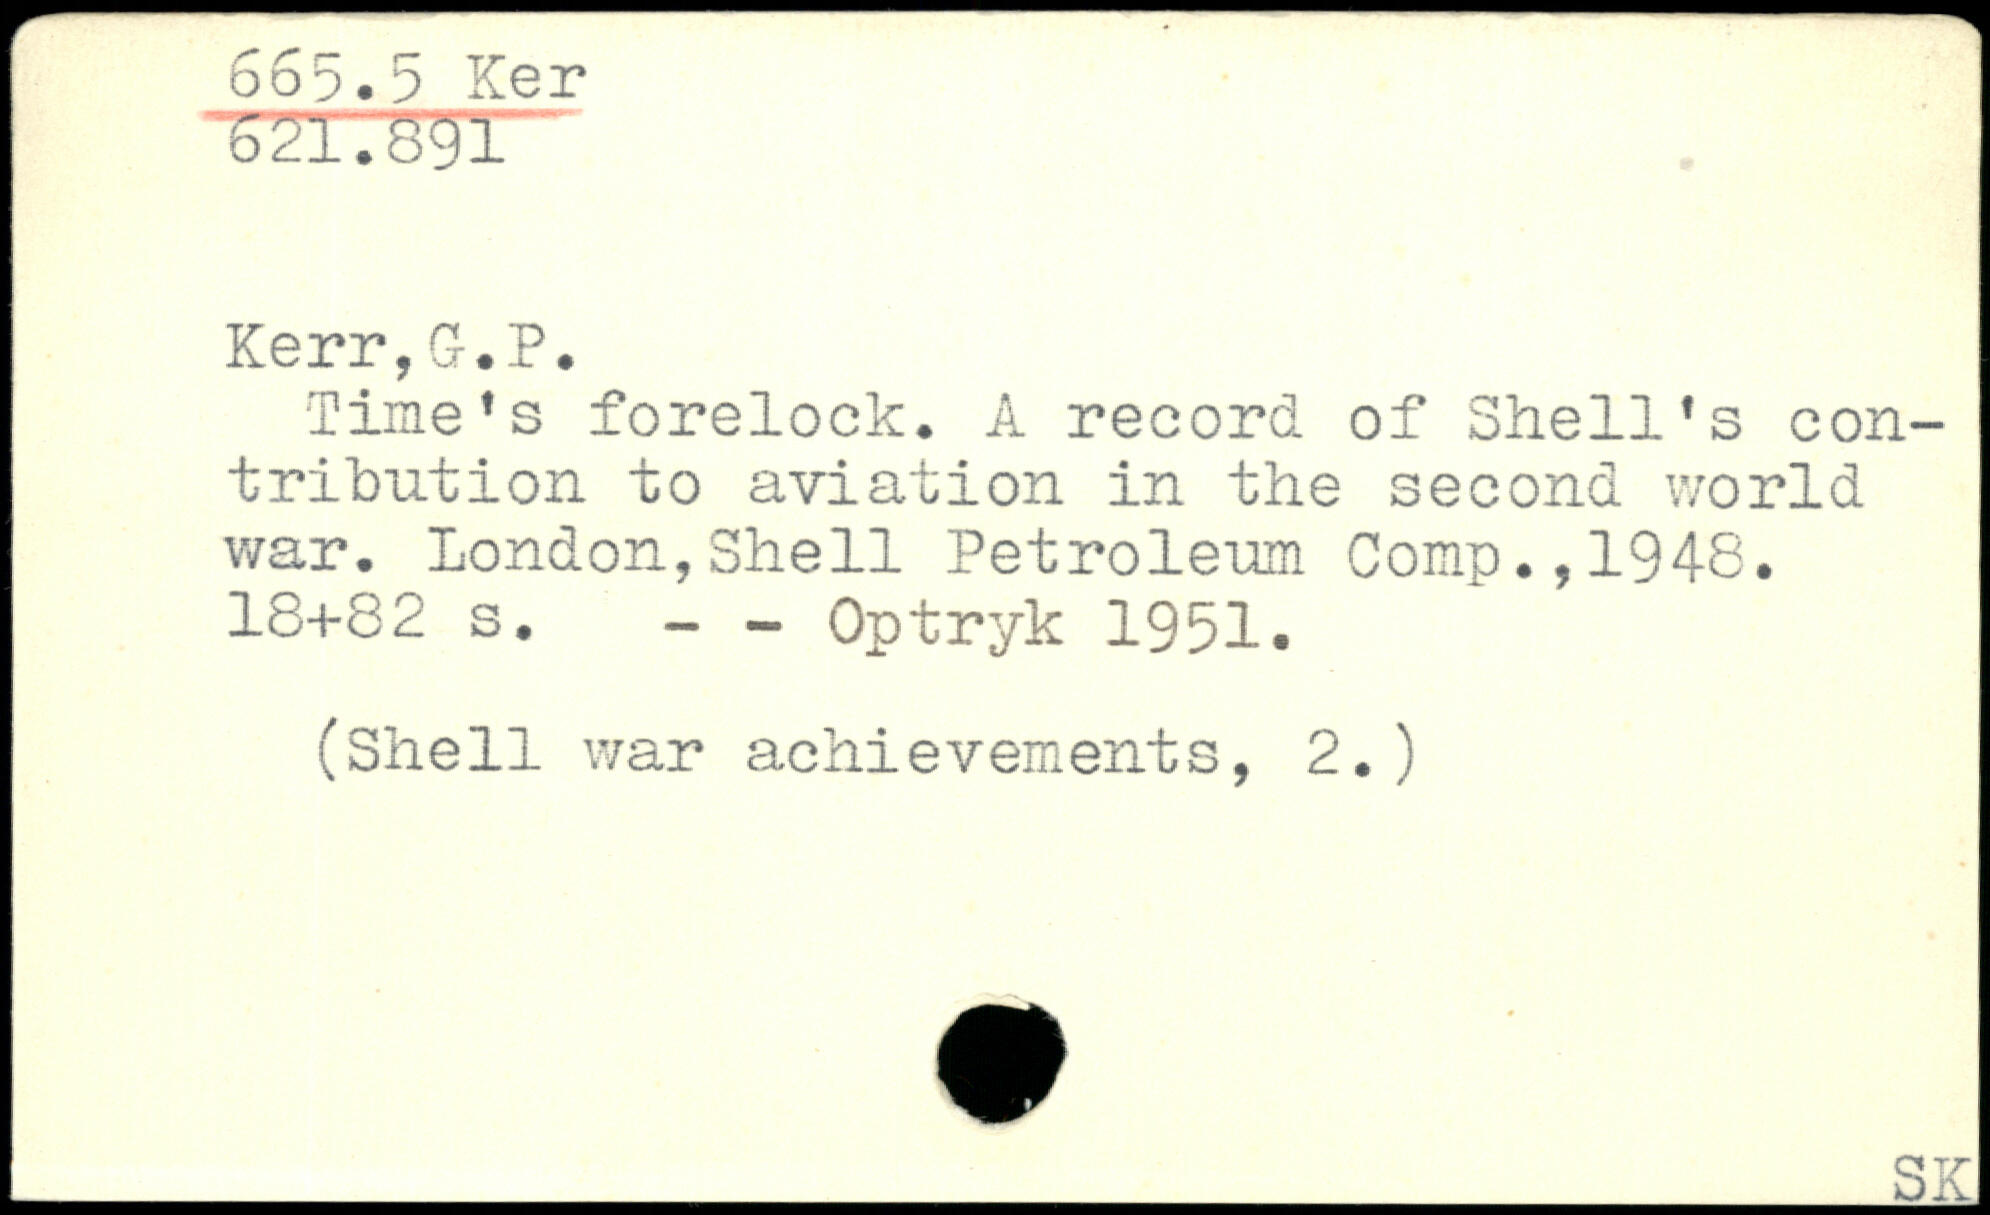 665.5 Ker
621.891
Kerr,G.P.
Time's forelock. A record of Shell's con-
tribution to aviation in the second world
war. London,Shell Petroleum Comp.,1948.
18+82 s. - - Optryk 1951.
(Shell war achievements, 2.)
SK